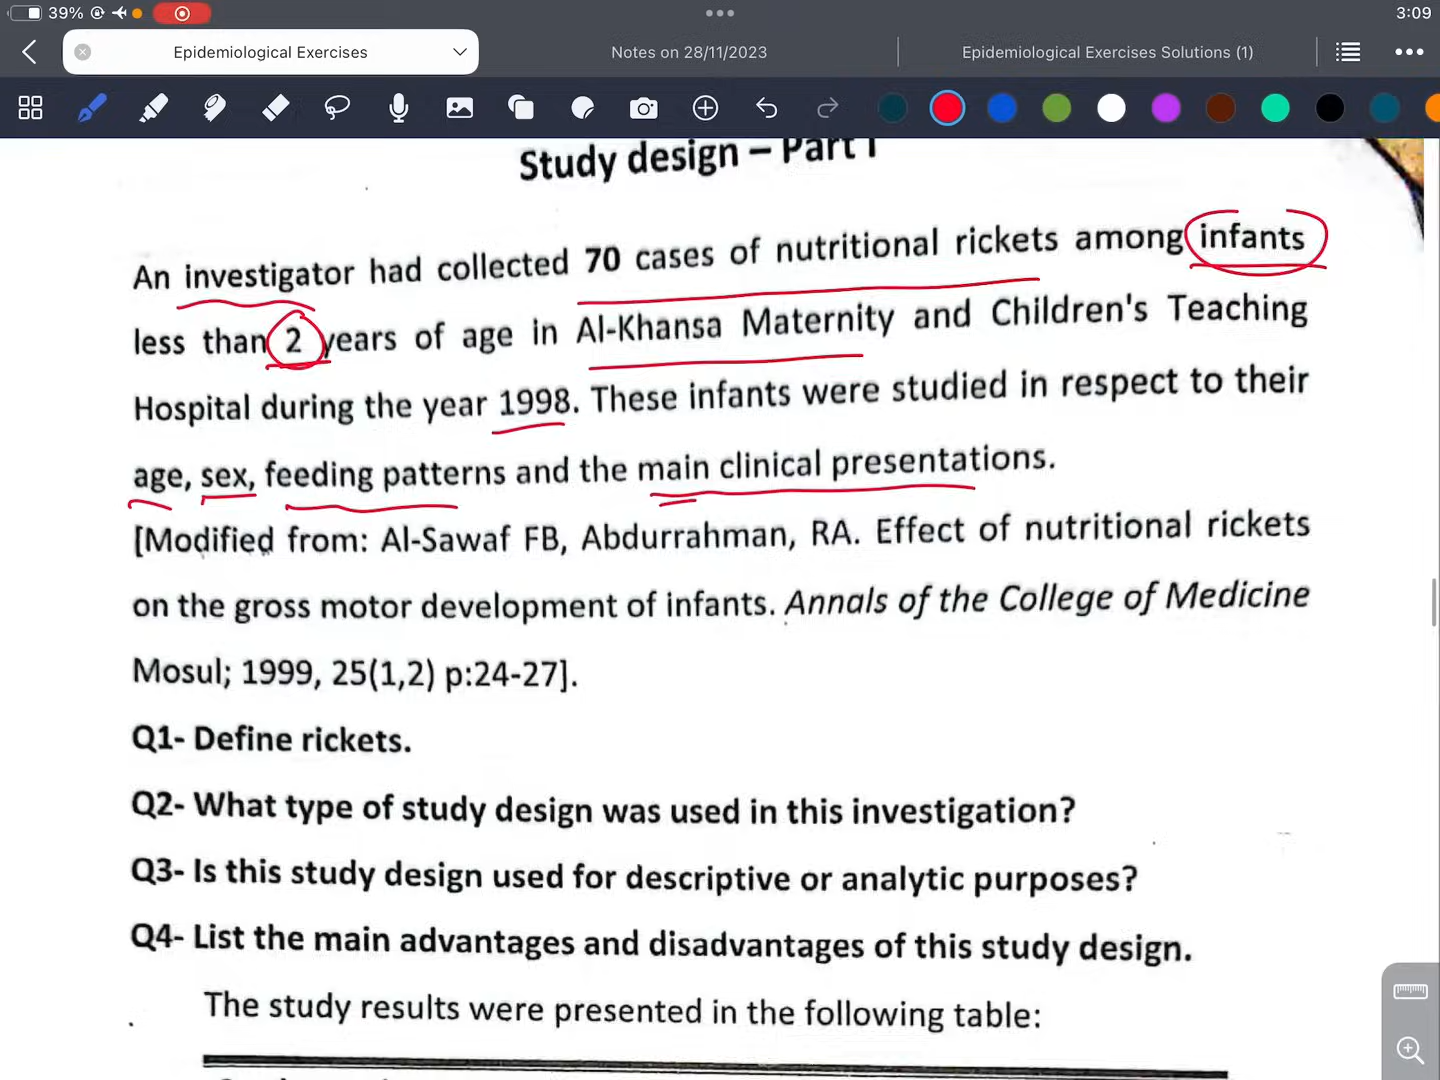 39%
3:09
Epidemiological Exercises
Notes on 28/11/2023
Epidemiological Exercises Solutions (1)
Study design – Part I
An investigator had collected 70 cases of nutritional rickets among infants
less than 2 years of age in Al-Khansa Maternity and Children's Teaching
Hospital during the year 1998. These infants were studied in respect to their
age, sex, feeding patterns and the main clinical presentations.
[Modified from: Al-Sawaf FB, Abdurrahman, RA. Effect of nutritional rickets
on the gross motor development of infants. Annals of the College of Medicine
Mosul; 1999, 25(1,2) p:24-27].
Q1- Define rickets.
Q2- What type of study design was used in this investigation?
Q3- Is this study design used for descriptive or analytic purposes?
Q4- List the main advantages and disadvantages of this study design.
The study results were presented in the following table: